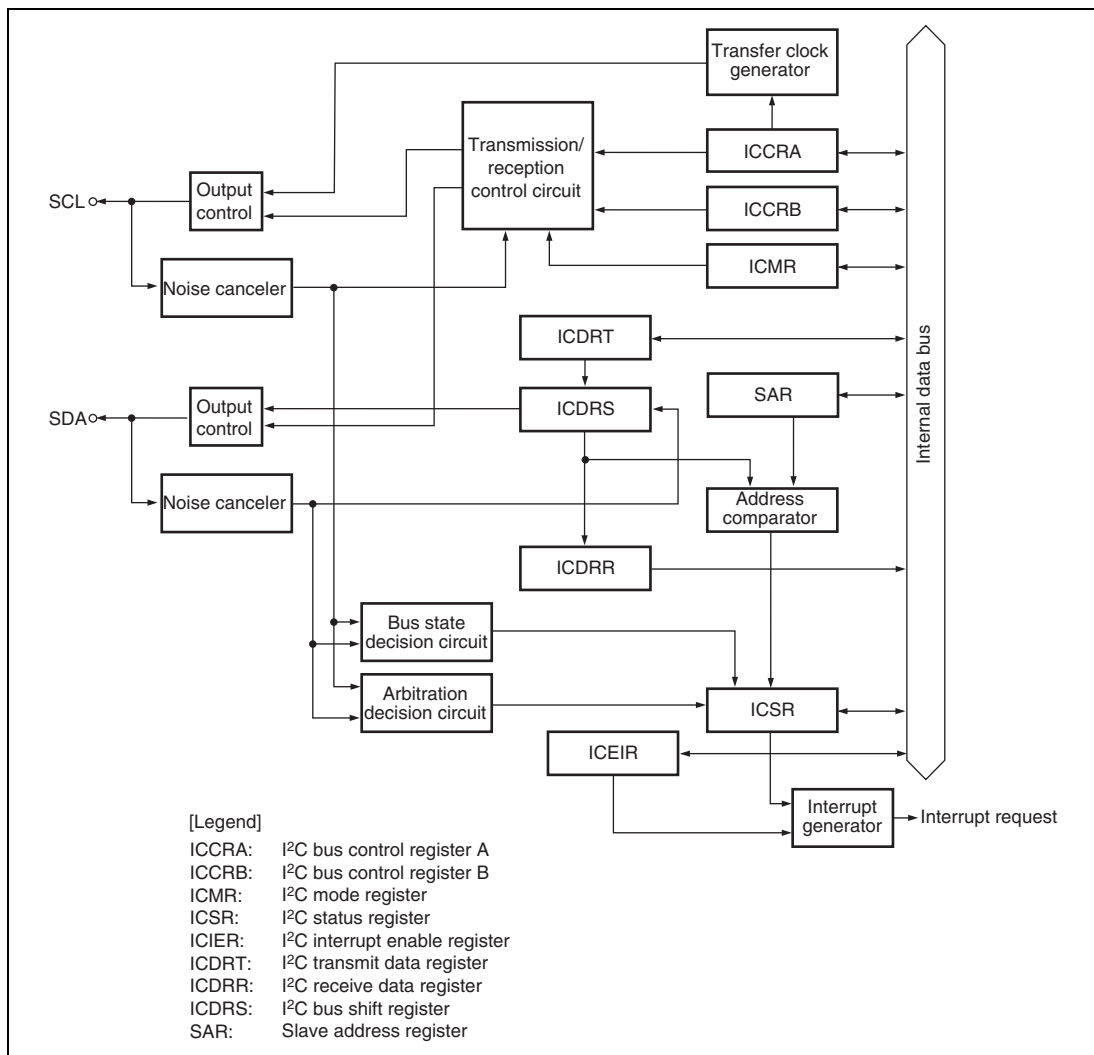 Transfer clock
generator
Transmission/
reception
control circuit
ICCRA
SCL
Output
control
ICCRB
ICMR
Noise canceler
ICDRT
Internal data bus
SDA
Output
control
ICDRS
SAR
Noise canceler
Address
comparator
ICDRR
Bus state
decision circuit
Arbitration
decision circuit
ICSR
ICEIR
Interrupt
generator
Interrupt request
[Legend]
ICCRA: I²C bus control register A
ICCRB: I²C bus control register B
ICMR: I²C mode register
ICSR: I²C status register
ICIER: I²C interrupt enable register
ICDRT: I²C transmit data register
ICDRR: I²C receive data register
ICDRS: I²C bus shift register
SAR: Slave address register